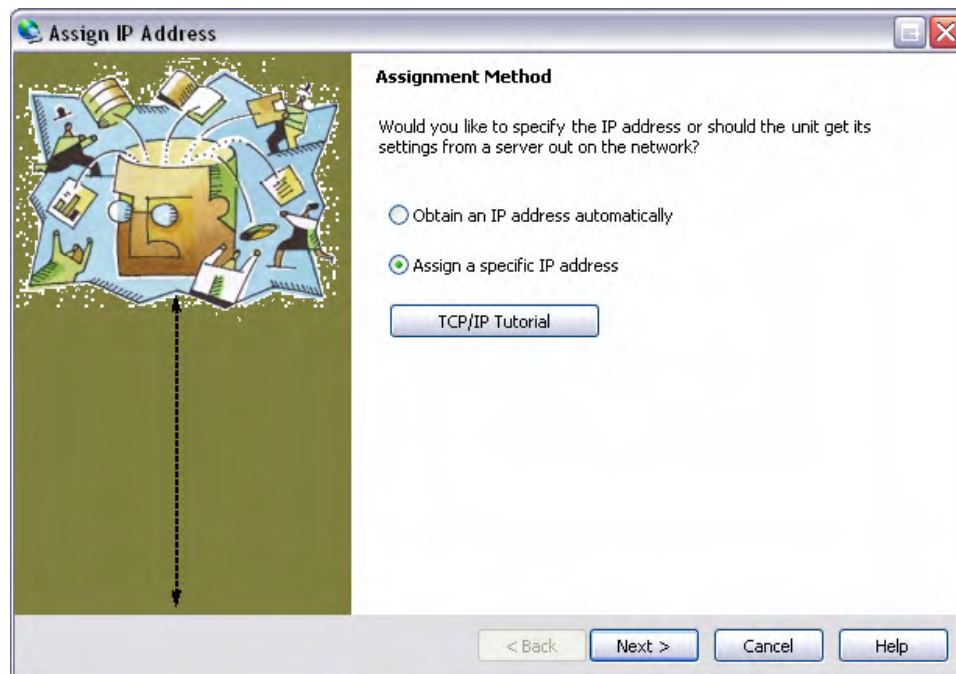 Assign IP Address
Assignment Method
Would you like to specify the IP address or should the unit get its
settings from a server out on the network?
Obtain an IP address automatically
Assign a specific IP address
TCP/IP Tutorial
< Back
Next >
Cancel
Help